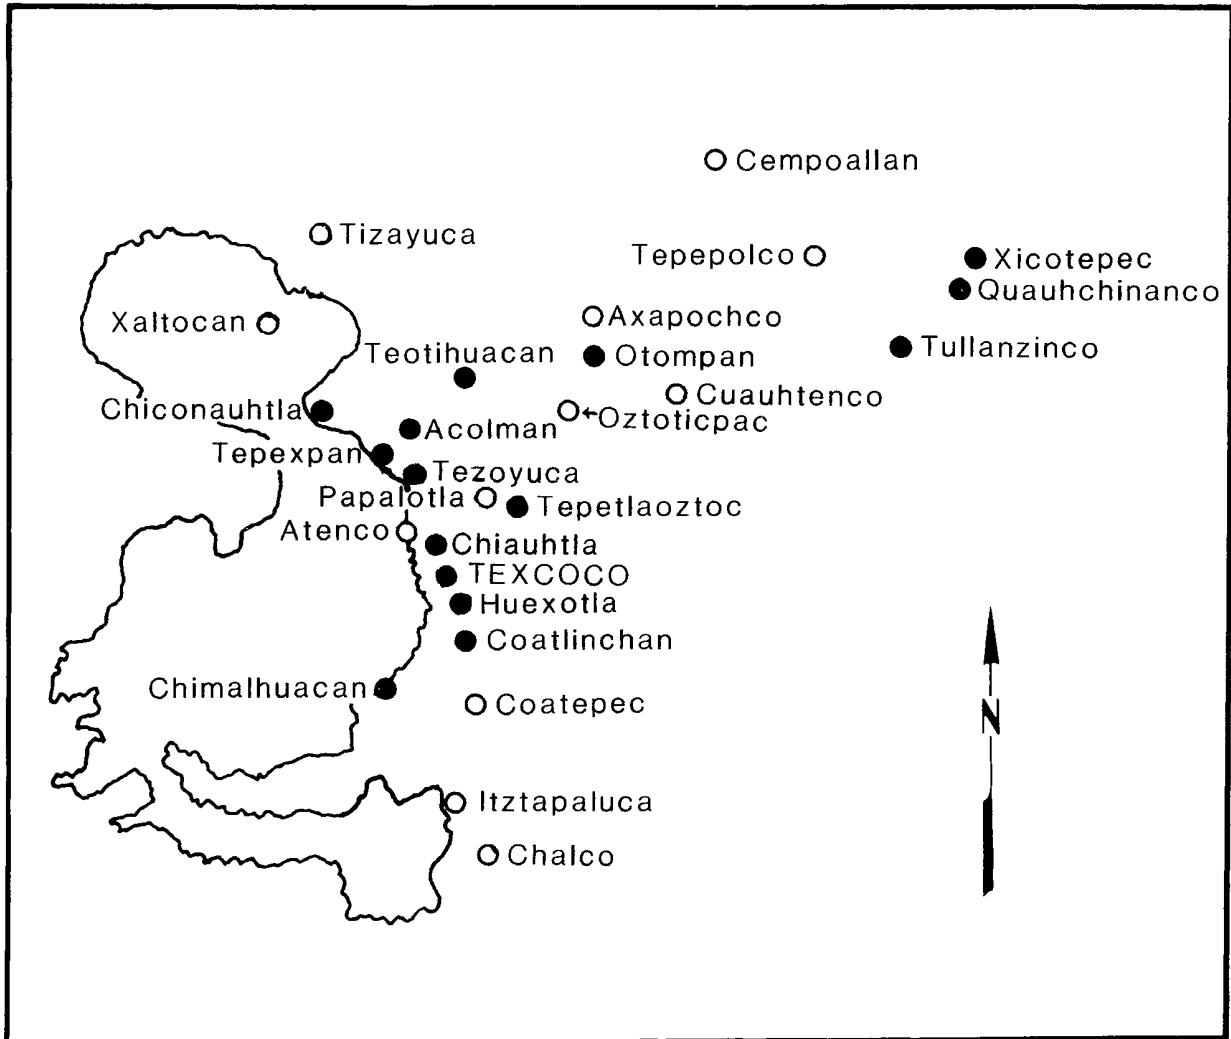 Cempoallan
Tizayuca
Tepepolco
Xicotepec
Quauhchinanco
Xaltocan
Axapochco
Teotihuacan
Otompan
Tullanzinco
Cuauhtenco
Chiconauhtla
Oztoticpac
Acolman
Tepexpan
Tezoyuca
Papalotla
Tepetlaoztoc
Atenco
Chiauhtla
TEXCOCO
Huexotla
Coatlinchan
Chimalhuacan
Coatepec
N
Itztapaluca
Chalco